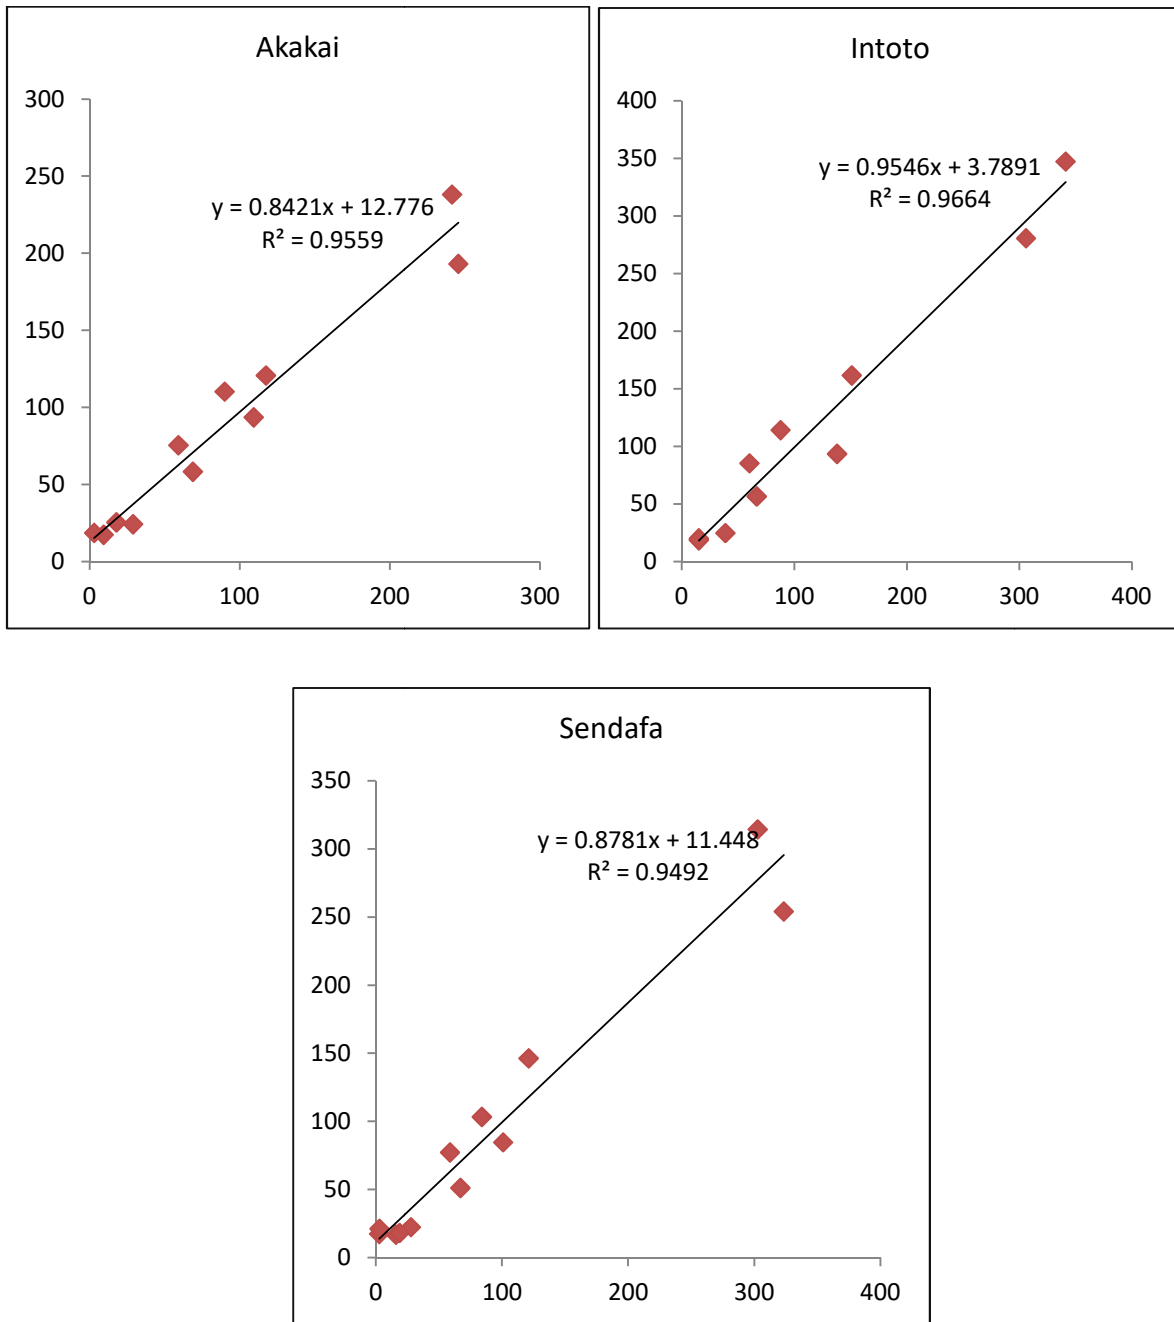 Akakai
300
250
200
150
100
50
0
0 100 200 300
y = 0.8421x + 12.776
R² = 0.9559
Intoto
400
350
300
250
200
150
100
50
0
0 100 200 300 400
y = 0.9546x + 3.7891
R² = 0.9664
Sendafa
350
300
250
200
150
100
50
0
0 100 200 300 400
y = 0.8781x + 11.448
R² = 0.9492